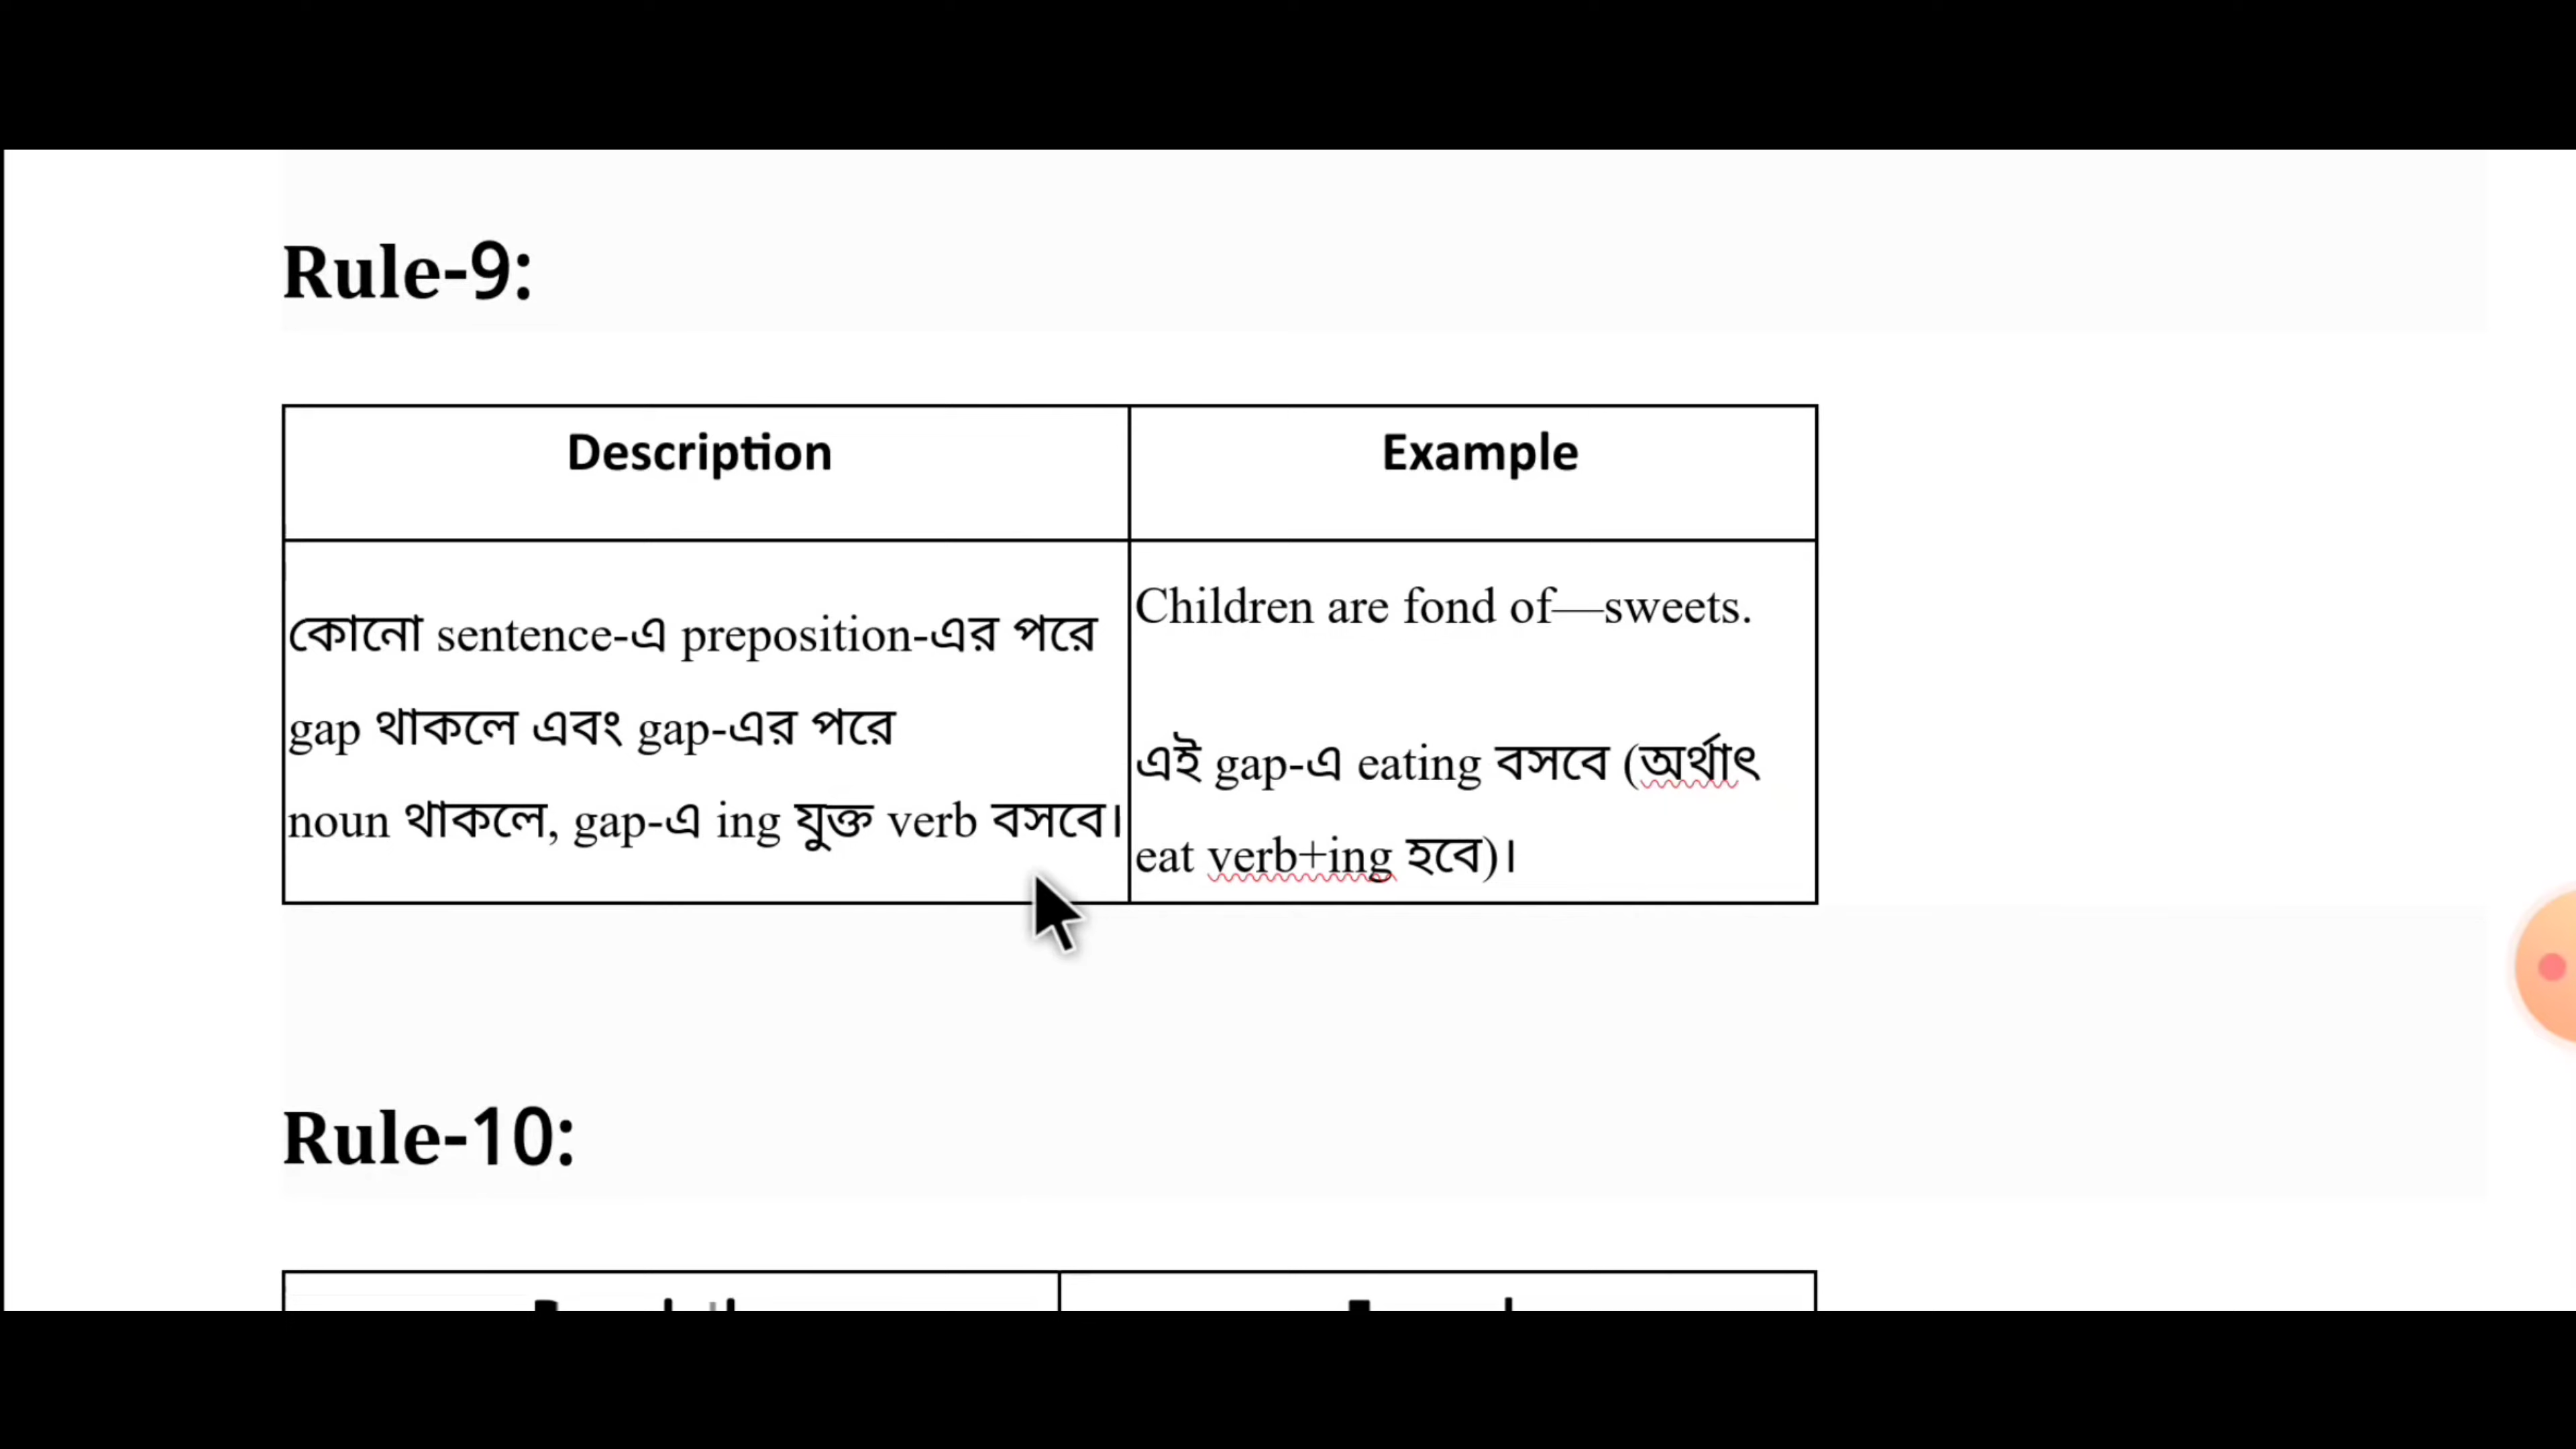 Rule-9:
Description
Example
কোনো sentence-এ preposition-এর পরে
gap থাকলে এবং gap-এর পরে
noun থাকলে, gap-এ ing যুক্ত verb বসবে।
Children are fond of—sweets.
এই gap-এ eating বসবে (অর্থাৎ
eat verb+ing হবে)।
Rule-10: